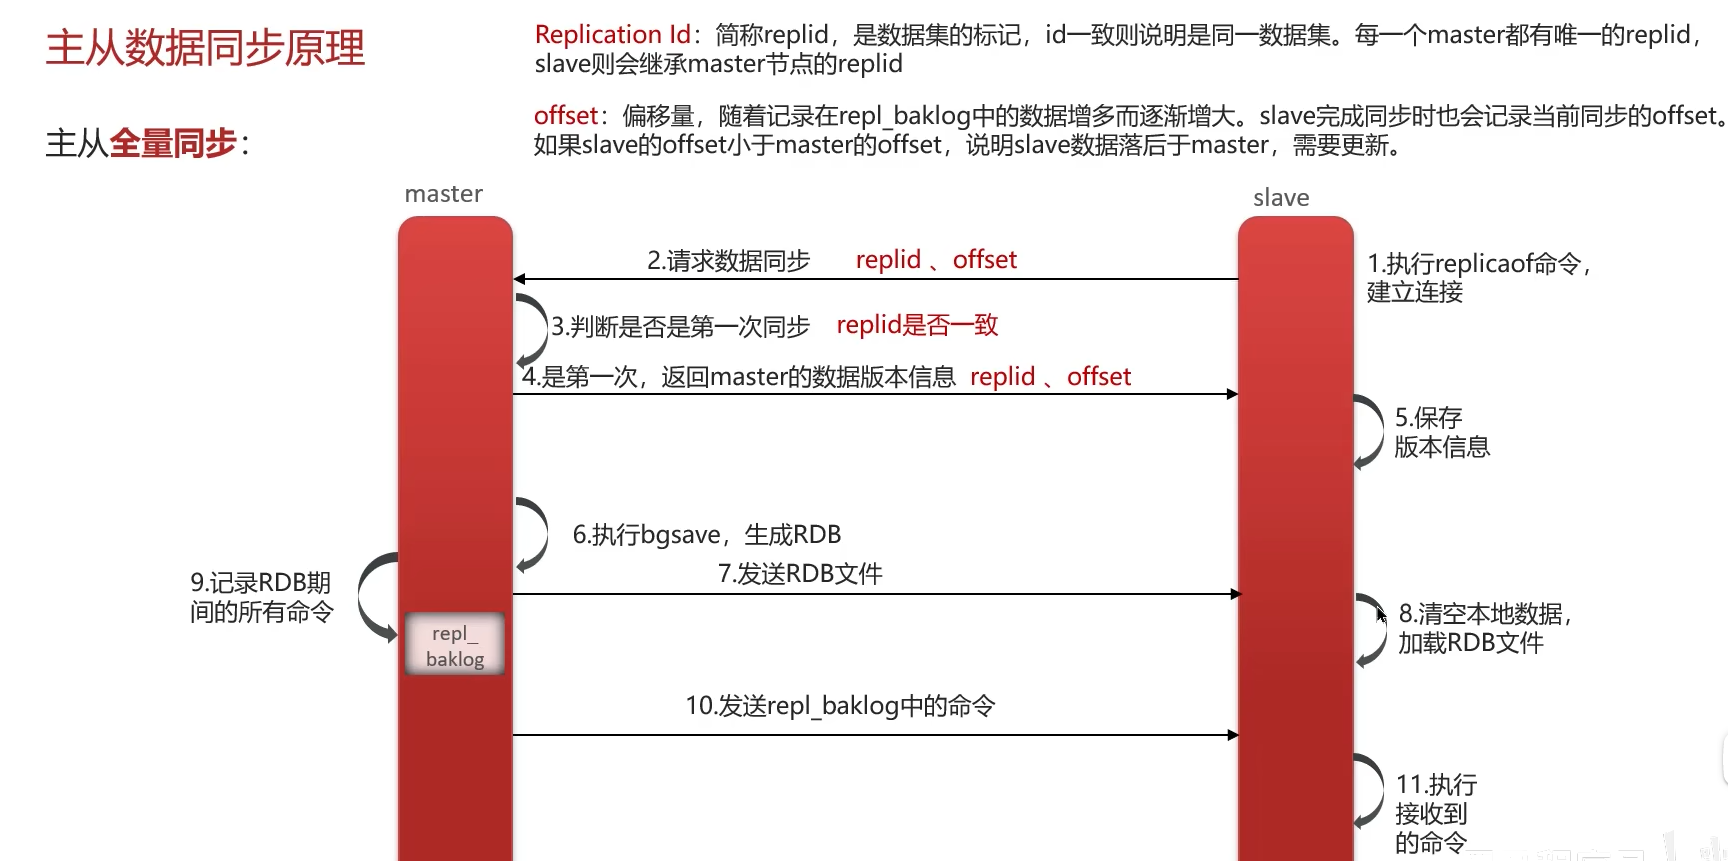 主从数据同步原理
Replication Id：简称replid，是数据集的标记，id一致则说明是同一数据集。每一个master都有唯一的replid，
slave则会继承master节点的replid
offset：偏移量，随着记录在repl_baklog中的数据增多而逐渐增大。slave完成同步时也会记录当前同步的offset。
如果slave的offset小于master的offset，说明slave数据落后于master，需要更新。
主从全量同步：
master
slave
1.执行replicaof命令，
建立连接
2.请求数据同步 replid 、offset
3.判断是否是第一次同步 replid是否一致
4.是第一次，返回master的数据版本信息 replid 、offset
5.保存
版本信息
6.执行bgsave，生成RDB
7.发送RDB文件
8.清空本地数据，
加载RDB文件
9.记录RDB期
间的所有命令
repl_
baklog
10.发送repl_baklog中的命令
11.执行
接收到
的命令